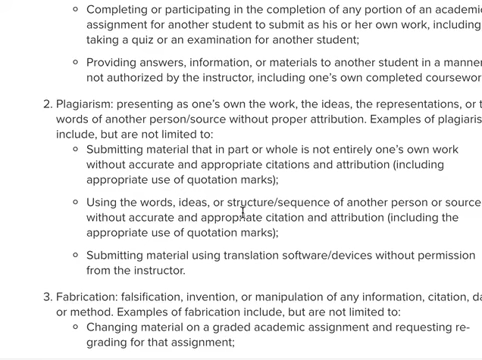 Completing or participating in the completion of any portion of an academic
assignment for another student to submit as his or her own work, including
taking a quiz or an examination for another student;
Providing answers, information, or materials to another student in a manner
not authorized by the instructor, including one's own completed coursewor
2. Plagiarism: presenting as one's own the work, the ideas, the representations, or t
words of another person/source without proper attribution. Examples of plagiaris
include, but are not limited to:
Submitting material that in part or whole is not entirely one's own work
without accurate and appropriate citations and attribution (including
appropriate use of quotation marks);
Using the words, ideas, or structure/sequence of another person or source
without accurate and appropriate citation and attribution (including the
appropriate use of quotation marks);
Submitting material using translation software/devices without permission
from the instructor.
3. Fabrication: falsification, invention, or manipulation of any information, citation, da
or method. Examples of fabrication include, but are not limited to:
Changing material on a graded academic assignment and requesting re-
grading for that assignment;